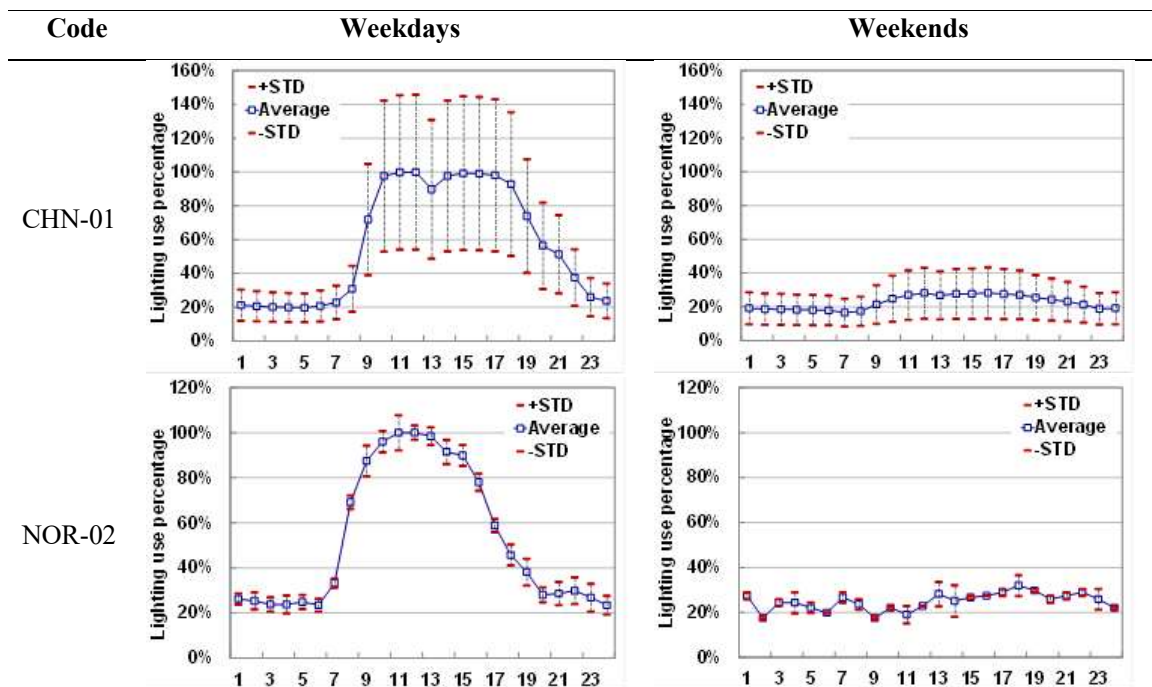 Code Weekdays Weekends
CHN-01
Lighting use percentage
160%
140%
120%
100%
80%
60%
40%
20%
0%
+STD
Average
-STD
1 3 5 7 9 11 13 15 17 19 21 23
Lighting use percentage
160%
140%
120%
100%
80%
60%
40%
20%
0%
+STD
Average
-STD
1 3 5 7 9 11 13 15 17 19 21 23
NOR-02
Lighting use percentage
120%
100%
80%
60%
40%
20%
0%
+STD
Average
-STD
1 3 5 7 9 11 13 15 17 19 21 23
Lighting use percentage
120%
100%
80%
60%
40%
20%
0%
+STD
Average
-STD
1 3 5 7 9 11 13 15 17 19 21 23